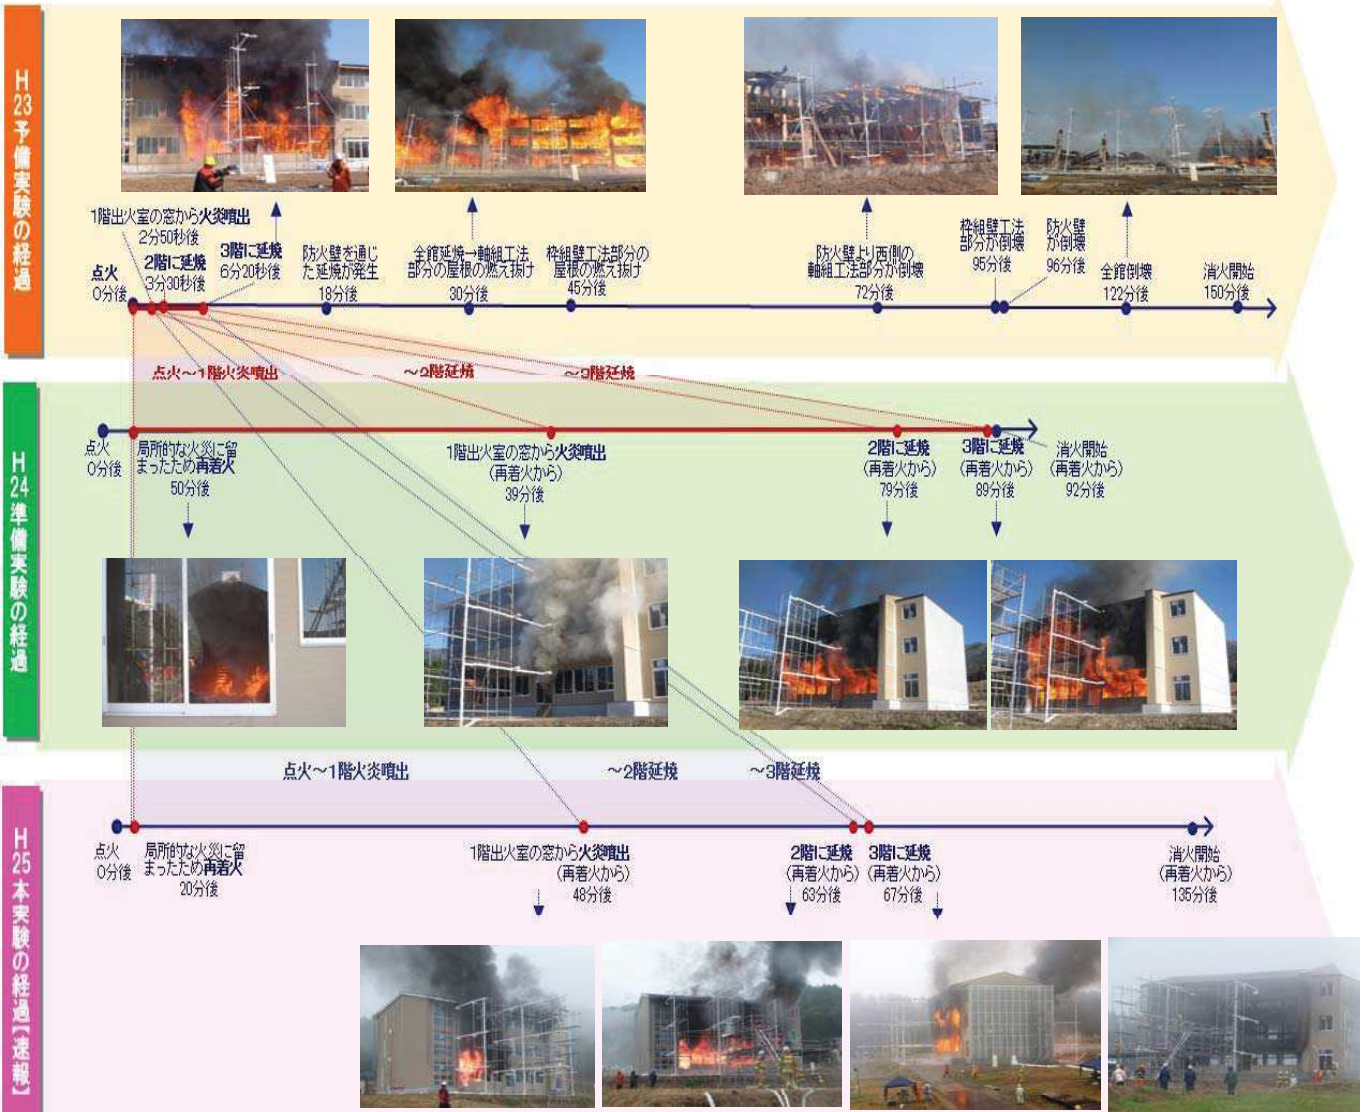 H23予備実験の経過
1階出火室の窓から火炎噴出
2分50秒後
点火
0分後
2階に延焼
3分30秒後
3階に延焼
6分20秒後
防火壁を通じ
た延焼が発生
18分後
全館延焼→軸組工法
部分の屋根の燃え抜け
30分後
枠組壁工法部分の
屋根の燃え抜け
45分後
防火壁より西側の
軸組工法部分が倒壊
72分後
枠組壁工法
部分が倒壊
95分後
防火壁
が倒壊
96分後
全館倒壊
122分後
消火開始
150分後
点火～1階火炎噴出
～2階延焼
～3階延焼
H24準備実験の経過
点火
0分後
局所的な火災に留
まったため再着火
50分後
1階出火室の窓から火炎噴出
(再着火から)
39分後
2階に延焼
(再着火から)
79分後
3階に延焼
(再着火から)
89分後
消火開始
(再着火から)
92分後
点火～1階火炎噴出
～2階延焼
～3階延焼
H25本実験の経過【速報】
点火
0分後
局所的な火災に留
まったため再着火
20分後
1階出火室の窓から火炎噴出
(再着火から)
48分後
2階に延焼
(再着火から)
63分後
3階に延焼
(再着火から)
67分後
消火開始
(再着火から)
135分後